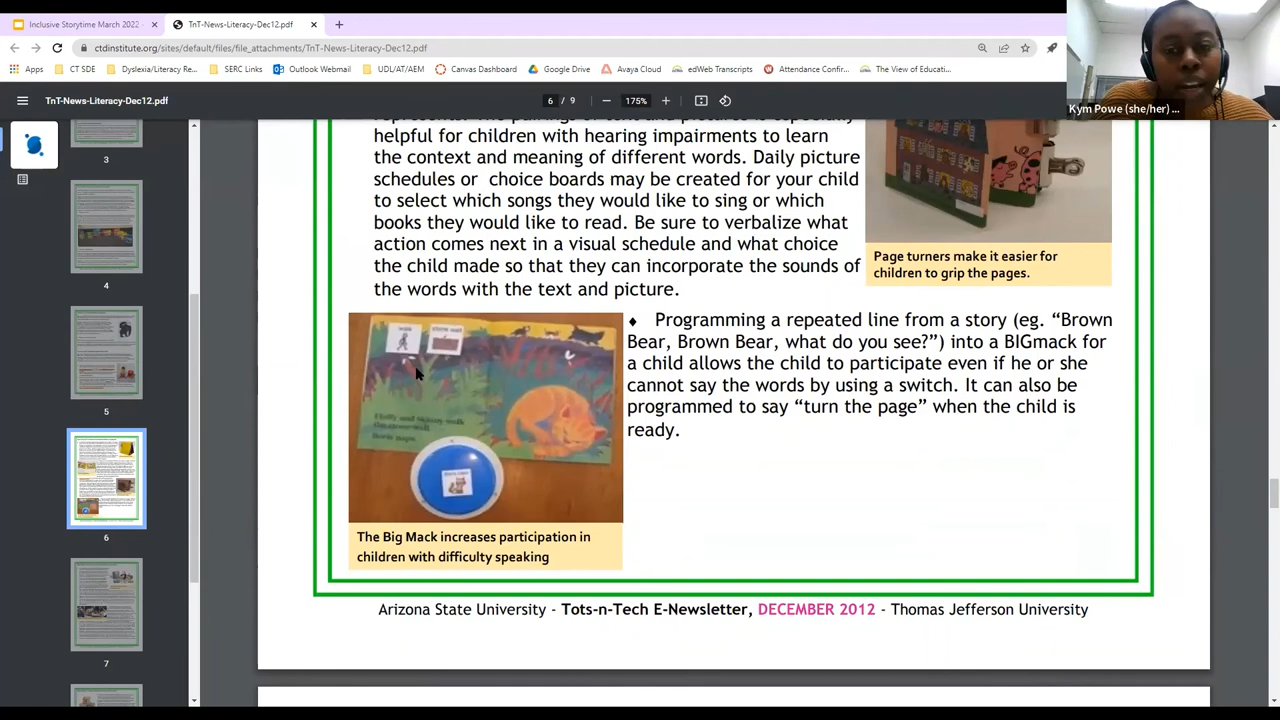 Inclusive Storytime March 2022
TnT-News-Literacy-Dec12.pdf
ctdinstitute.org/sites/default/files/file_attachments/TnT-News-Literacy-Dec12.pdf
Apps
CT SDE
Dyslexia/Literacy Re...
SERC Links
Outlook Webmail
UDL/AT/AEM
Canvas Dashboard
Google Drive
Avaya Cloud
edWeb Transcripts
Attendance Confir...
The View of Educati...
Kym Powe (she/her) ...
TnT-News-Literacy-Dec12.pdf
6 / 9
175%
3
4
5
6
7
helpful for children with hearing impairments to learn
the context and meaning of different words. Daily picture
schedules or choice boards may be created for your child
to select which songs they would like to sing or which
books they would like to read. Be sure to verbalize what
action comes next in a visual schedule and what choice
the child made so that they can incorporate the sounds of
the words with the text and picture.
Page turners make it easier for
children to grip the pages.
♦ Programming a repeated line from a story (eg. “Brown
Bear, Brown Bear, what do you see?”) into a BIGmack for
a child allows the child to participate even if he or she
cannot say the words by using a switch. It can also be
programmed to say “turn the page” when the child is
ready.
walk
The Big Mack increases participation in
children with difficulty speaking
Arizona State University - Tots-n-Tech E-Newsletter, DECEMBER 2012 - Thomas Jefferson University